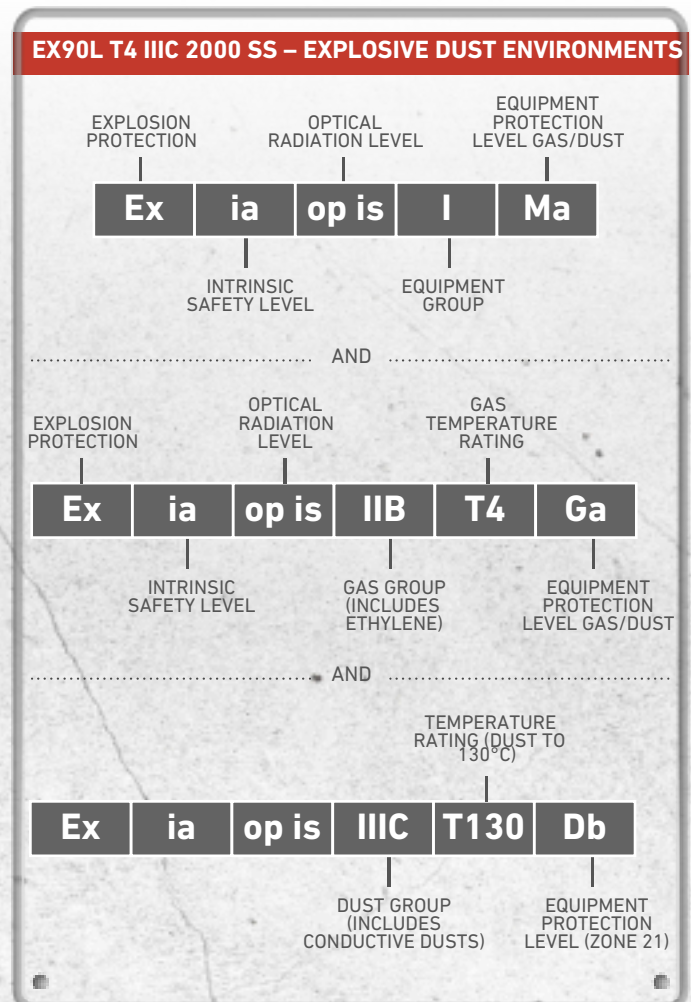 EX90L T4 IIIC 2000 SS – EXPLOSIVE DUST ENVIRONMENTS
EXPLOSION
PROTECTION
OPTICAL
RADIATION LEVEL
EQUIPMENT
PROTECTION
LEVEL GAS/DUST
Ex ia op is I Ma
INTRINSIC
SAFETY LEVEL
EQUIPMENT
GROUP
AND
EXPLOSION
PROTECTION
OPTICAL
RADIATION
LEVEL
GAS
TEMPERATURE
RATING
Ex ia op is IIB T4 Ga
INTRINSIC
SAFETY LEVEL
GAS GROUP
(INCLUDES
ETHYLENE)
EQUIPMENT
PROTECTION
LEVEL GAS/DUST
AND
TEMPERATURE
RATING (DUST TO
130°C)
Ex ia op is IIIC T130 Db
DUST GROUP
(INCLUDES
CONDUCTIVE DUSTS)
EQUIPMENT
PROTECTION
LEVEL (ZONE 21)